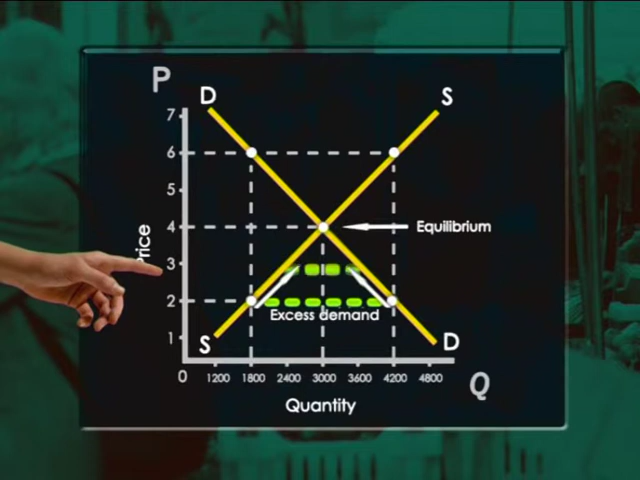 P
D
S
7
6
5
4
Equilibrium
3
2
Excess demand
1
S
D
0 1200 1800 2400 3000 3600 4200 4800
Q
Quantity